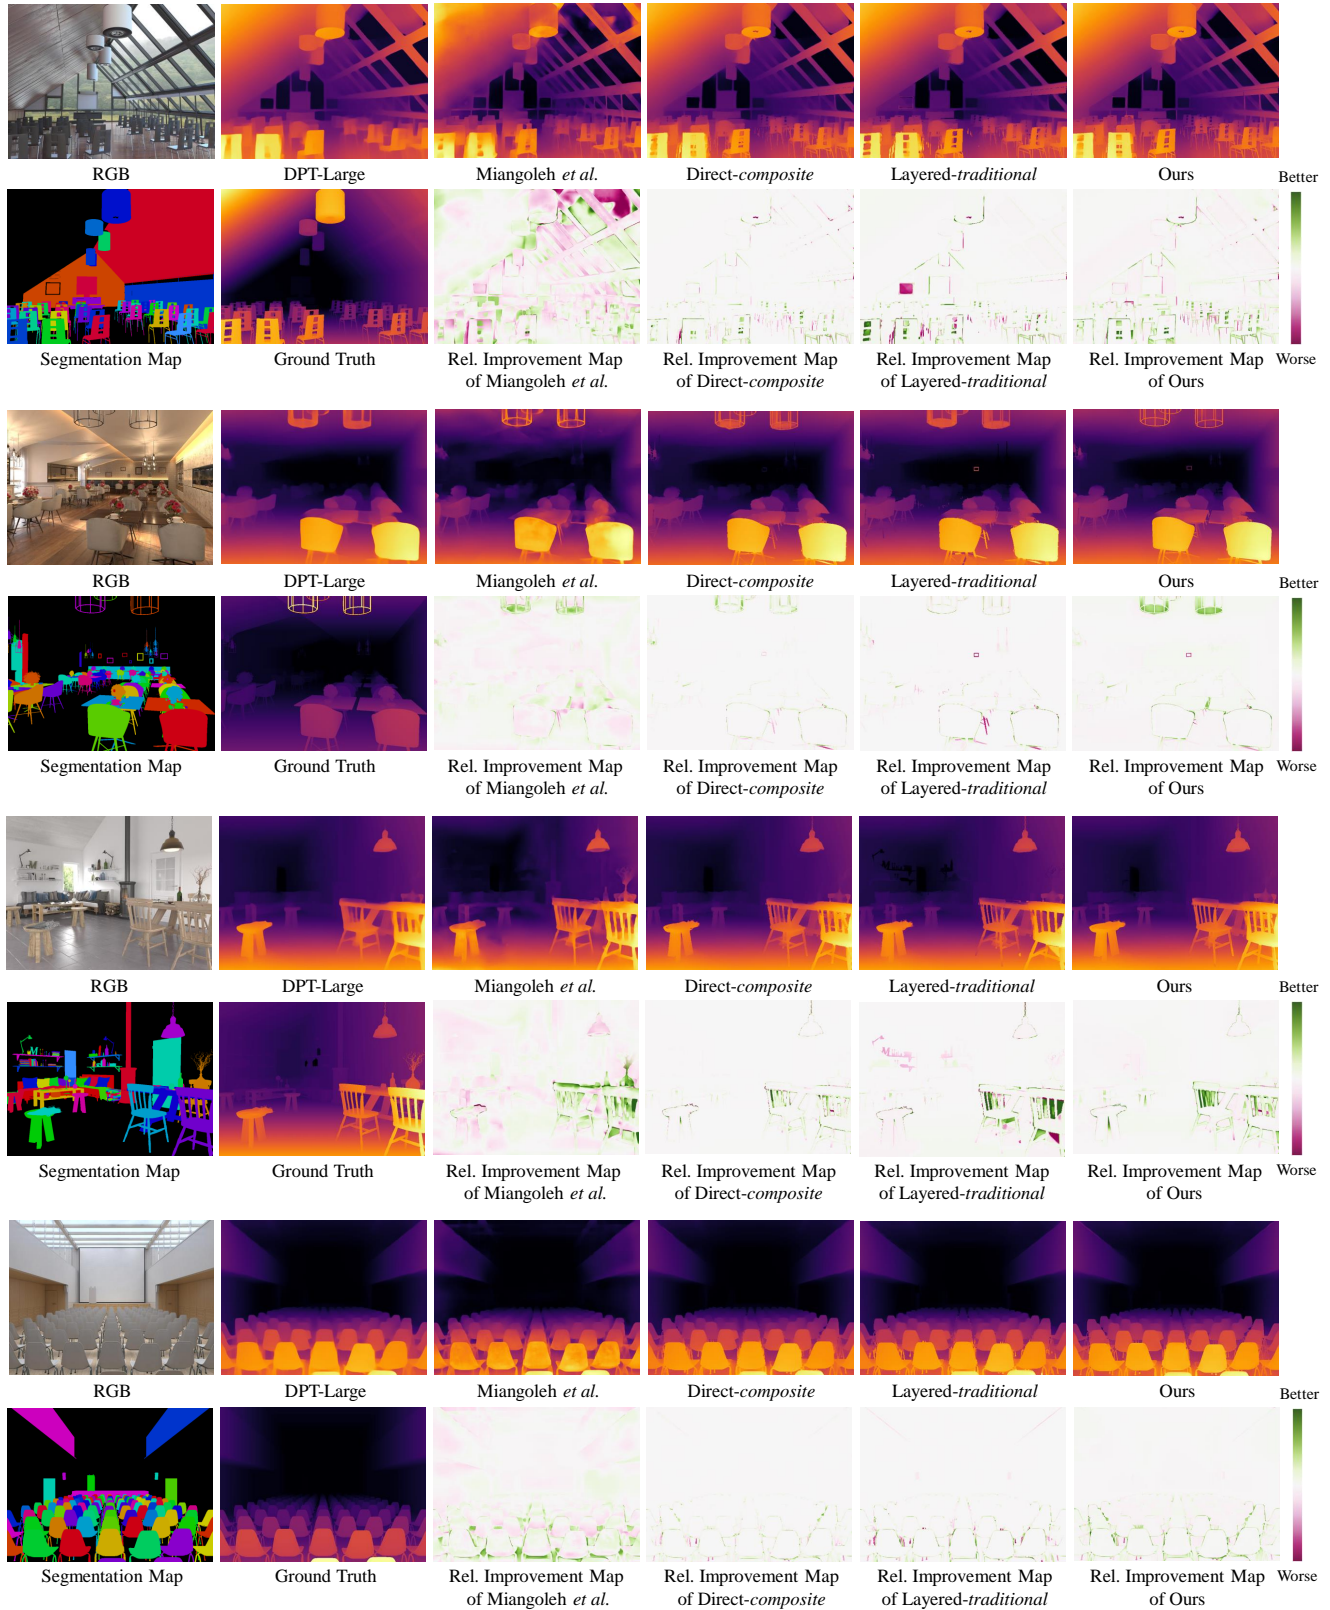 RGB DPT-Large Miangoleh et al. Direct-composite Layered-traditional Ours Better
Segmentation Map Ground Truth Rel. Improvement Map Rel. Improvement Map Rel. Improvement Map Rel. Improvement Map Worse
of Miangoleh et al. of Direct-composite of Layered-traditional of Ours
RGB DPT-Large Miangoleh et al. Direct-composite Layered-traditional Ours Better
Segmentation Map Ground Truth Rel. Improvement Map Rel. Improvement Map Rel. Improvement Map Rel. Improvement Map Worse
of Miangoleh et al. of Direct-composite of Layered-traditional of Ours
RGB DPT-Large Miangoleh et al. Direct-composite Layered-traditional Ours Better
Segmentation Map Ground Truth Rel. Improvement Map Rel. Improvement Map Rel. Improvement Map Rel. Improvement Map Worse
of Miangoleh et al. of Direct-composite of Layered-traditional of Ours
RGB DPT-Large Miangoleh et al. Direct-composite Layered-traditional Ours Better
Segmentation Map Ground Truth Rel. Improvement Map Rel. Improvement Map Rel. Improvement Map Rel. Improvement Map Worse
of Miangoleh et al. of Direct-composite of Layered-traditional of Ours